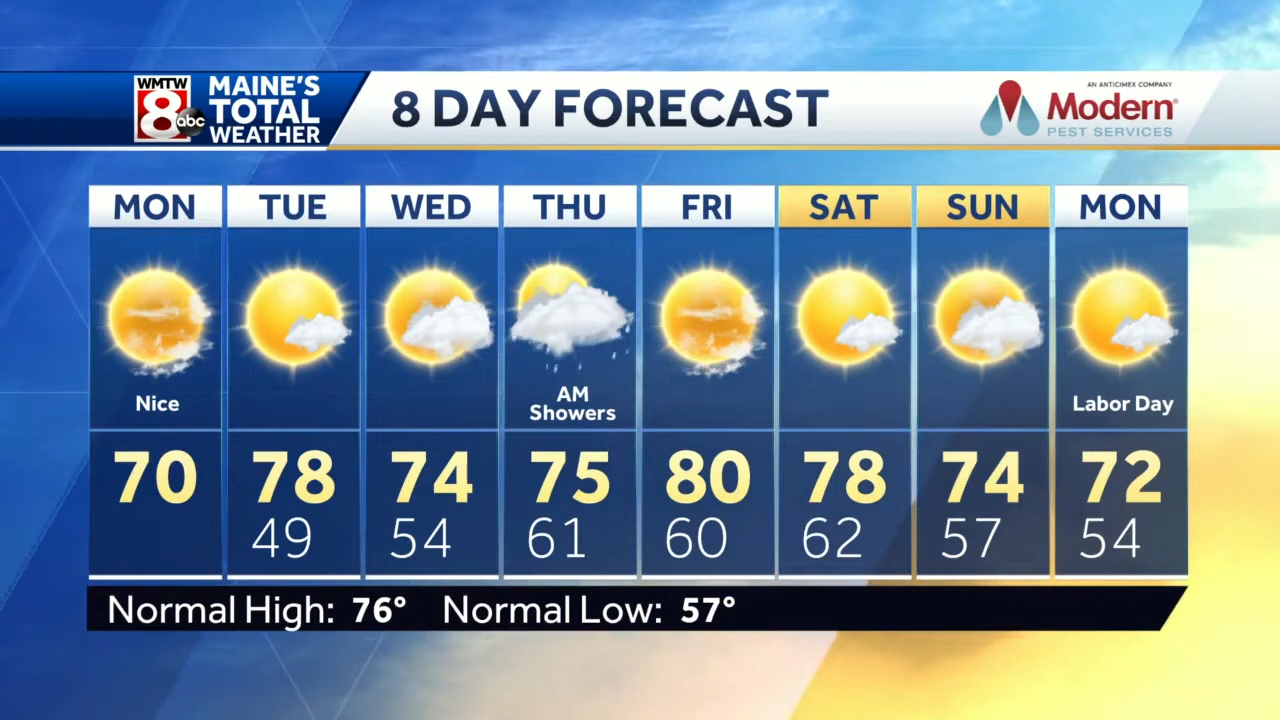 WMTW
8
abc
MAINE'S
TOTAL
WEATHER
8 DAY FORECAST
AN ANTICIMEX COMPANY
Modern®
PEST SERVICES
MON TUE WED THU FRI SAT SUN MON
Nice
AM
Showers
Labor Day
70 78 74 75 80 78 74 72
49 54 61 60 62 57 54
Normal High: 76° Normal Low: 57°